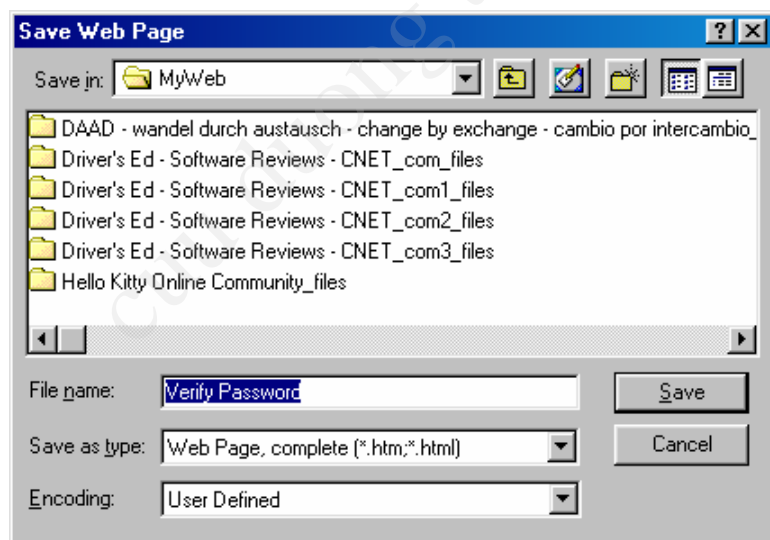 Save Web Page
Save in: MyWeb
DAAD - wandel durch austausch - change by exchange - cambio por intercambio_
Driver's Ed - Software Reviews - CNET_com_files
Driver's Ed - Software Reviews - CNET_com1_files
Driver's Ed - Software Reviews - CNET_com2_files
Driver's Ed - Software Reviews - CNET_com3_files
Hello Kitty Online Community_files
File name: Verify Password Save
Save as type: Web Page, complete (*.htm;*.html) Cancel
Encoding: User Defined
cuu duong